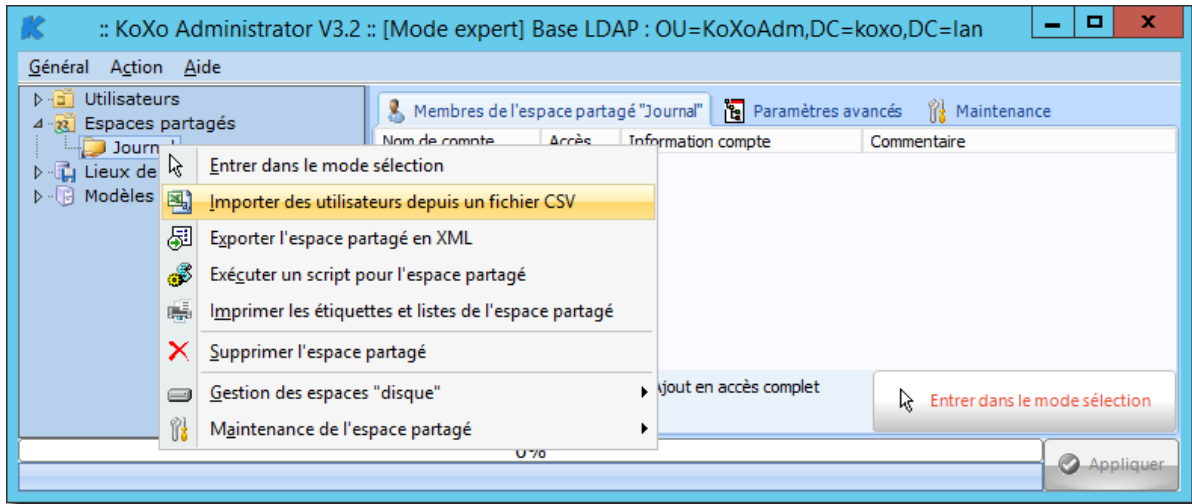 :: KoXo Administrator V3.2 :: [Mode expert] Base LDAP : OU=KoXoAdm,DC=koxo,DC=lan
Général Action Aide
Utilisateurs
Espaces partagés
Lieux de
Modèles
Membres de l'espace partagé "Journal" Paramètres avancés Maintenance
Nom de compte Accès Information compte Commentaire
Entrer dans le mode sélection
Importer des utilisateurs depuis un fichier CSV
Exporter l'espace partagé en XML
Exécuter un script pour l'espace partagé
Imprimer les étiquettes et listes de l'espace partagé
Supprimer l'espace partagé
Gestion des espaces "disque"
Maintenance de l'espace partagé
Ajout en accès complet
Entrer dans le mode sélection
0%
Appliquer